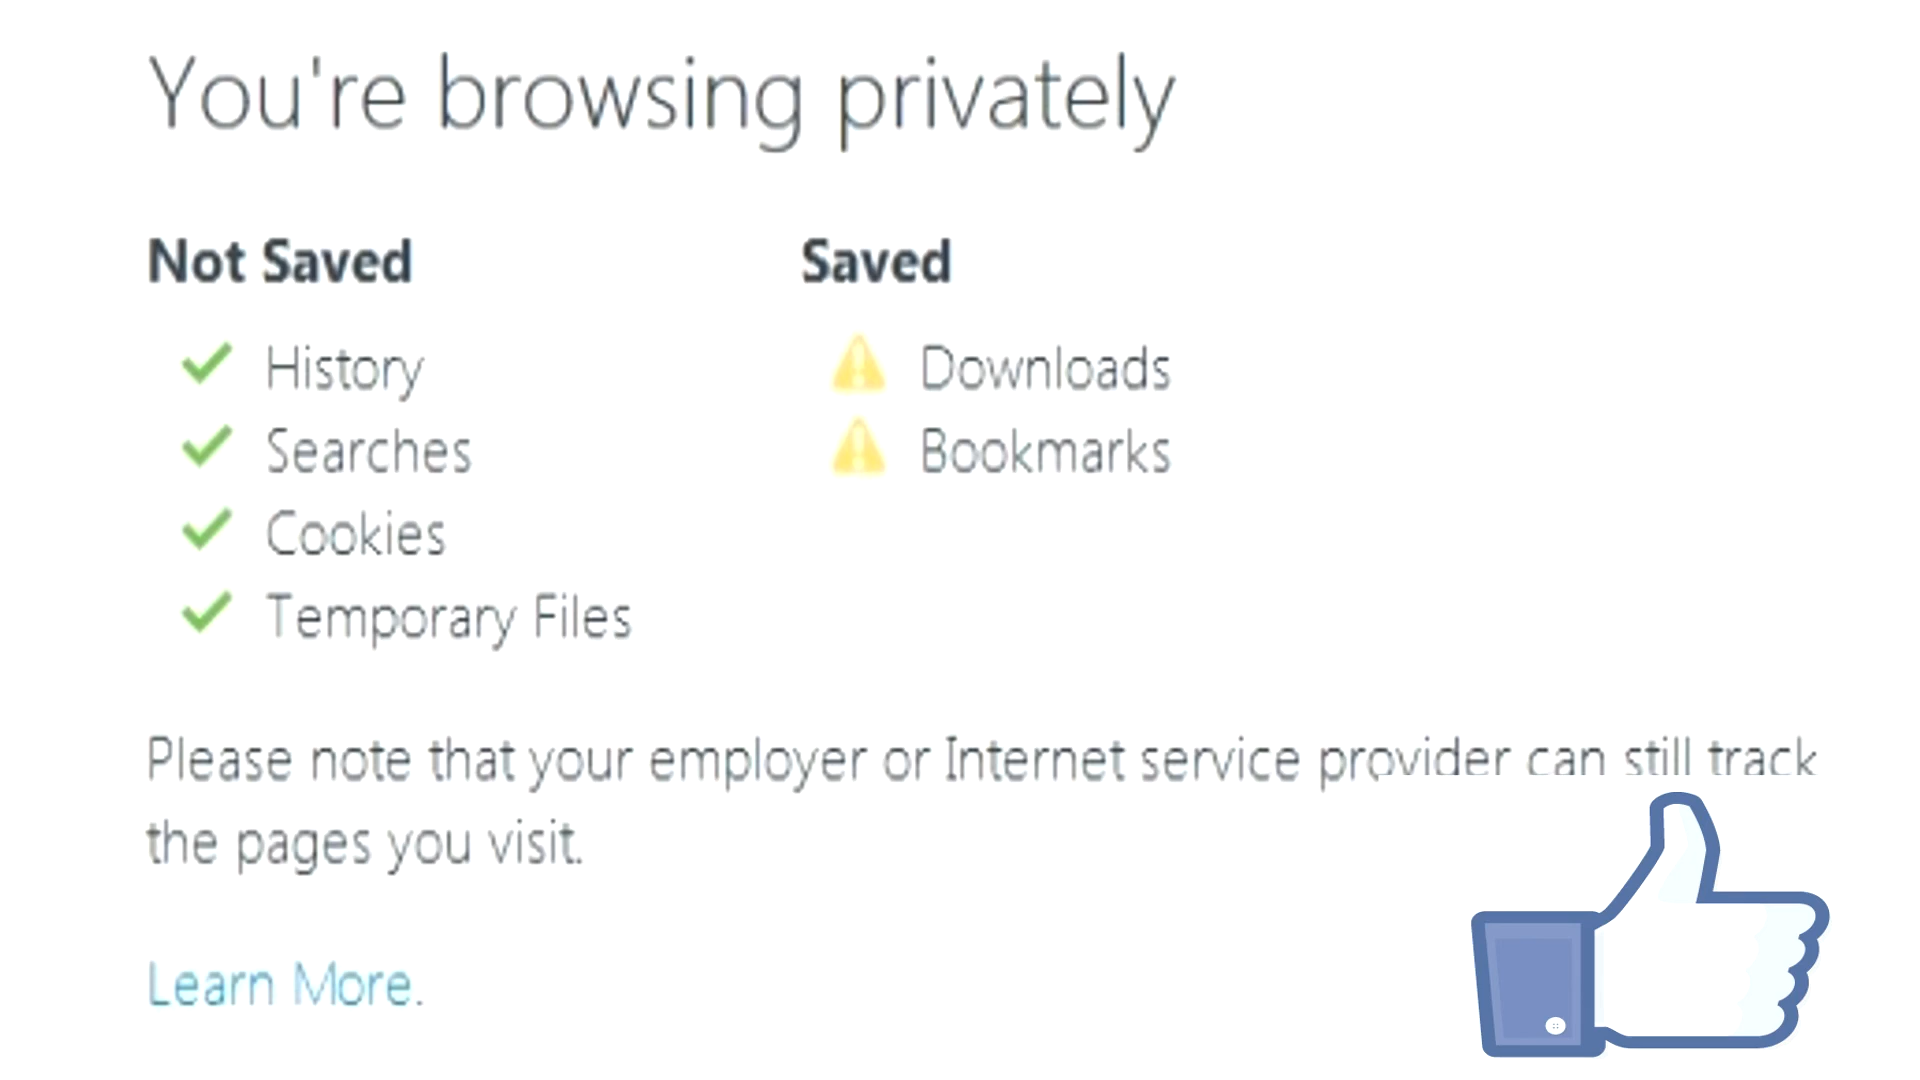 You're browsing privately
Not Saved
Saved
History
Downloads
Searches
Bookmarks
Cookies
Temporary Files
Please note that your employer or Internet service provider can still track
the pages you visit.
Learn More.